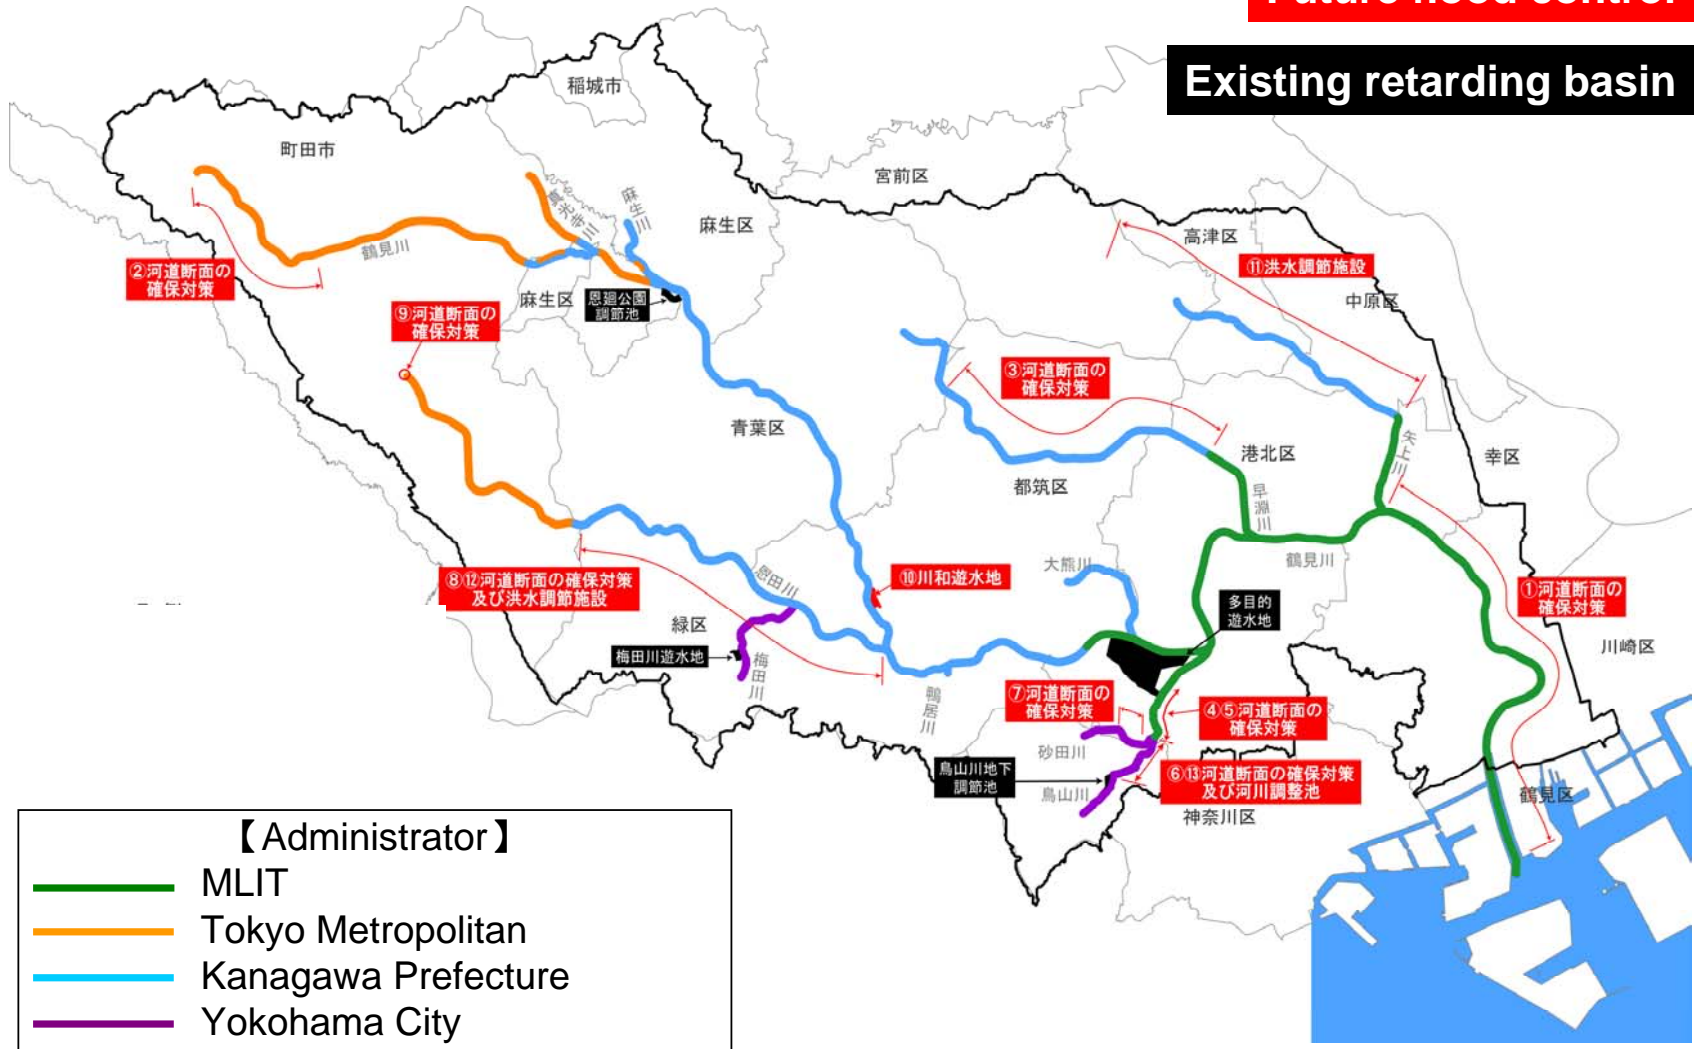 Future flood control
Existing retarding basin
稲城市
町田市
宮前区
真光寺川
麻生川
麻生区
高津区
鶴見川
②河道断面の
確保対策
⑪洪水調節施設
中原区
麻生区
恩廻公園
調節池
⑨河道断面の
確保対策
③河道断面の
確保対策
青葉区
港北区
矢上川
幸区
都筑区
早淵川
大熊川
鶴見川
恩田川
⑧⑫河道断面の確保対策
及び洪水調節施設
⑩川和遊水地
①河道断面の
確保対策
多目的
遊水地
緑区
梅田川遊水地
梅田川
川崎区
鴨居川
⑦河道断面の
確保対策
④⑤河道断面の
確保対策
砂田川
鳥山川地下
調節池
鳥山川
⑥⑬河道断面の確保対策
及び河川調整池
神奈川区
鶴見区
【Administrator】
MLIT
Tokyo Metropolitan
Kanagawa Prefecture
Yokohama City